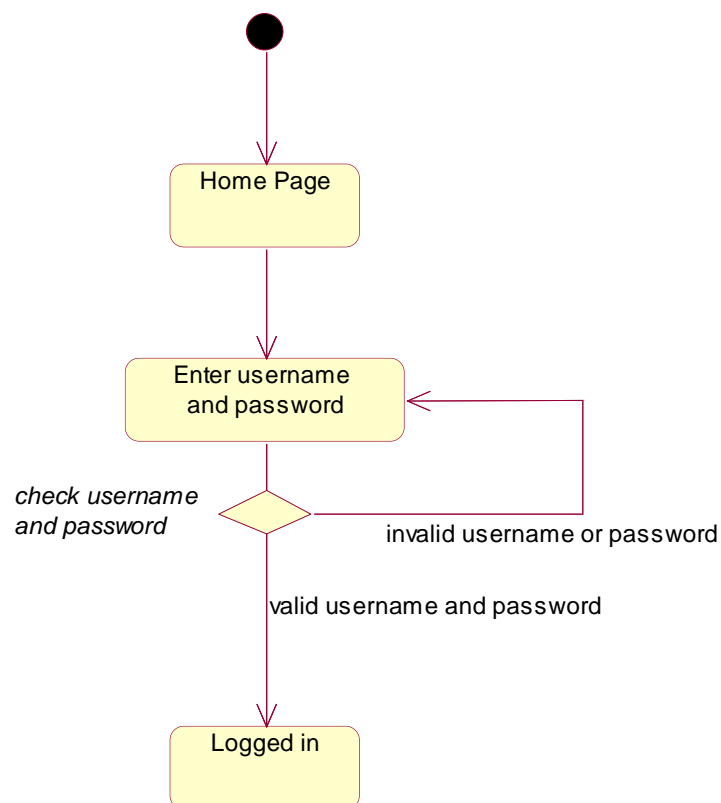 Home Page
Enter username
and password
check username
and password
invalid username or password
valid username and password
Logged in